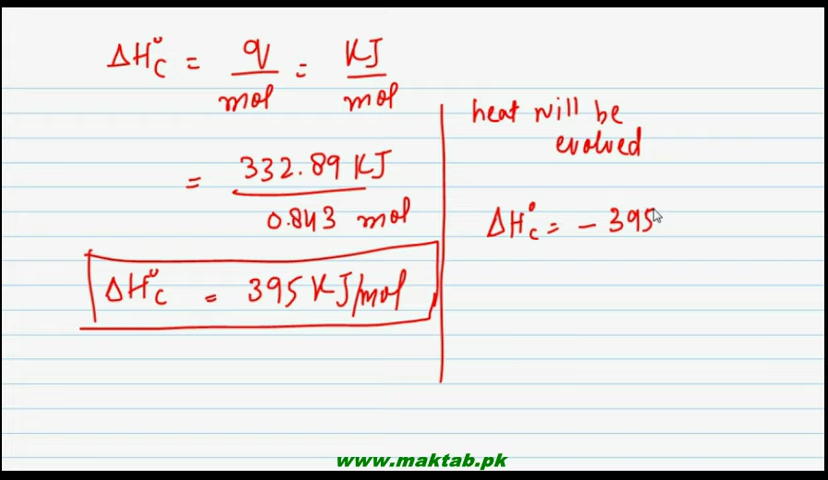 ΔH°C = q/mol = KJ/mol
= 332.89 KJ / 0.843 mol
ΔH°C = 395 KJ/mol
heat will be
evolved
ΔH°C = - 395
www.maktab.pk